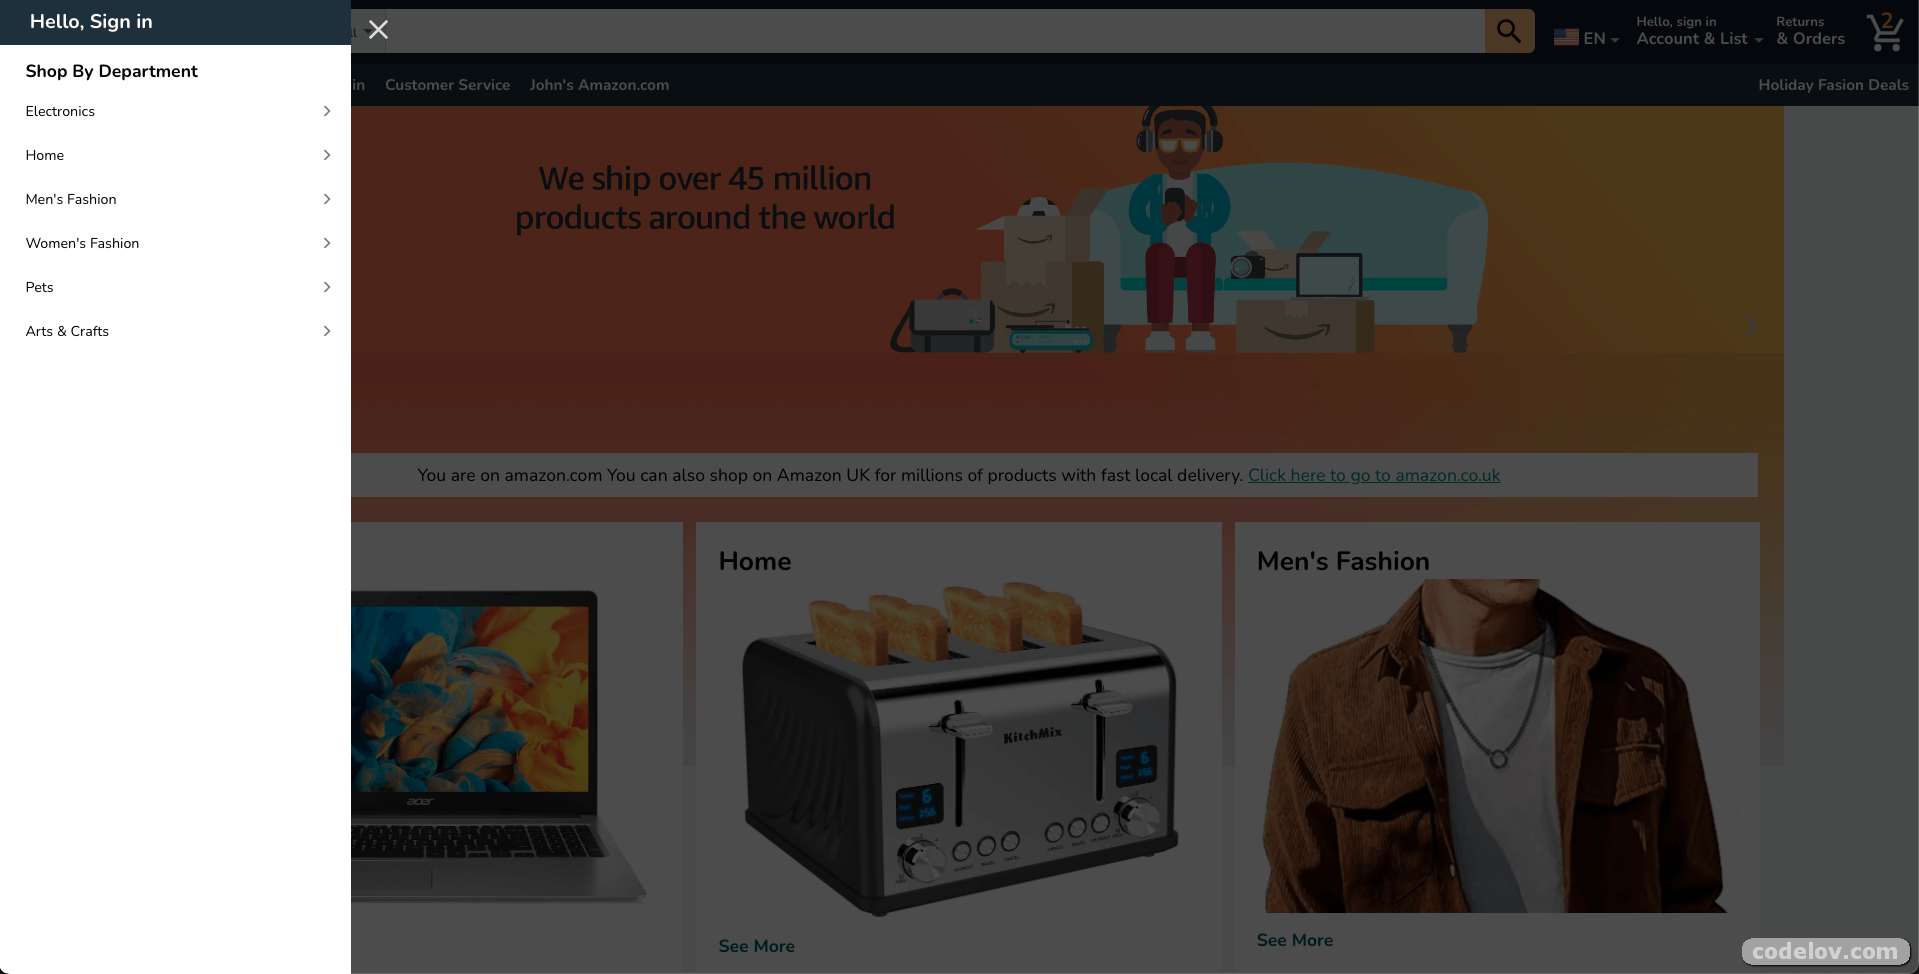 Hello, Sign in
Hello, sign in
Account & List
Returns
& Orders
EN
2
Shop By Department
Customer Service
John's Amazon.com
Holiday Fasion Deals
Electronics
Home
Men's Fashion
Women's Fashion
Pets
Arts & Crafts
We ship over 45 million
products around the world
You are on amazon.com You can also shop on Amazon UK for millions of products with fast local delivery. Click here to go to amazon.co.uk
Home
Men's Fashion
acer
KitchMix
6
:56
6
:56
See More
See More
codelov.com